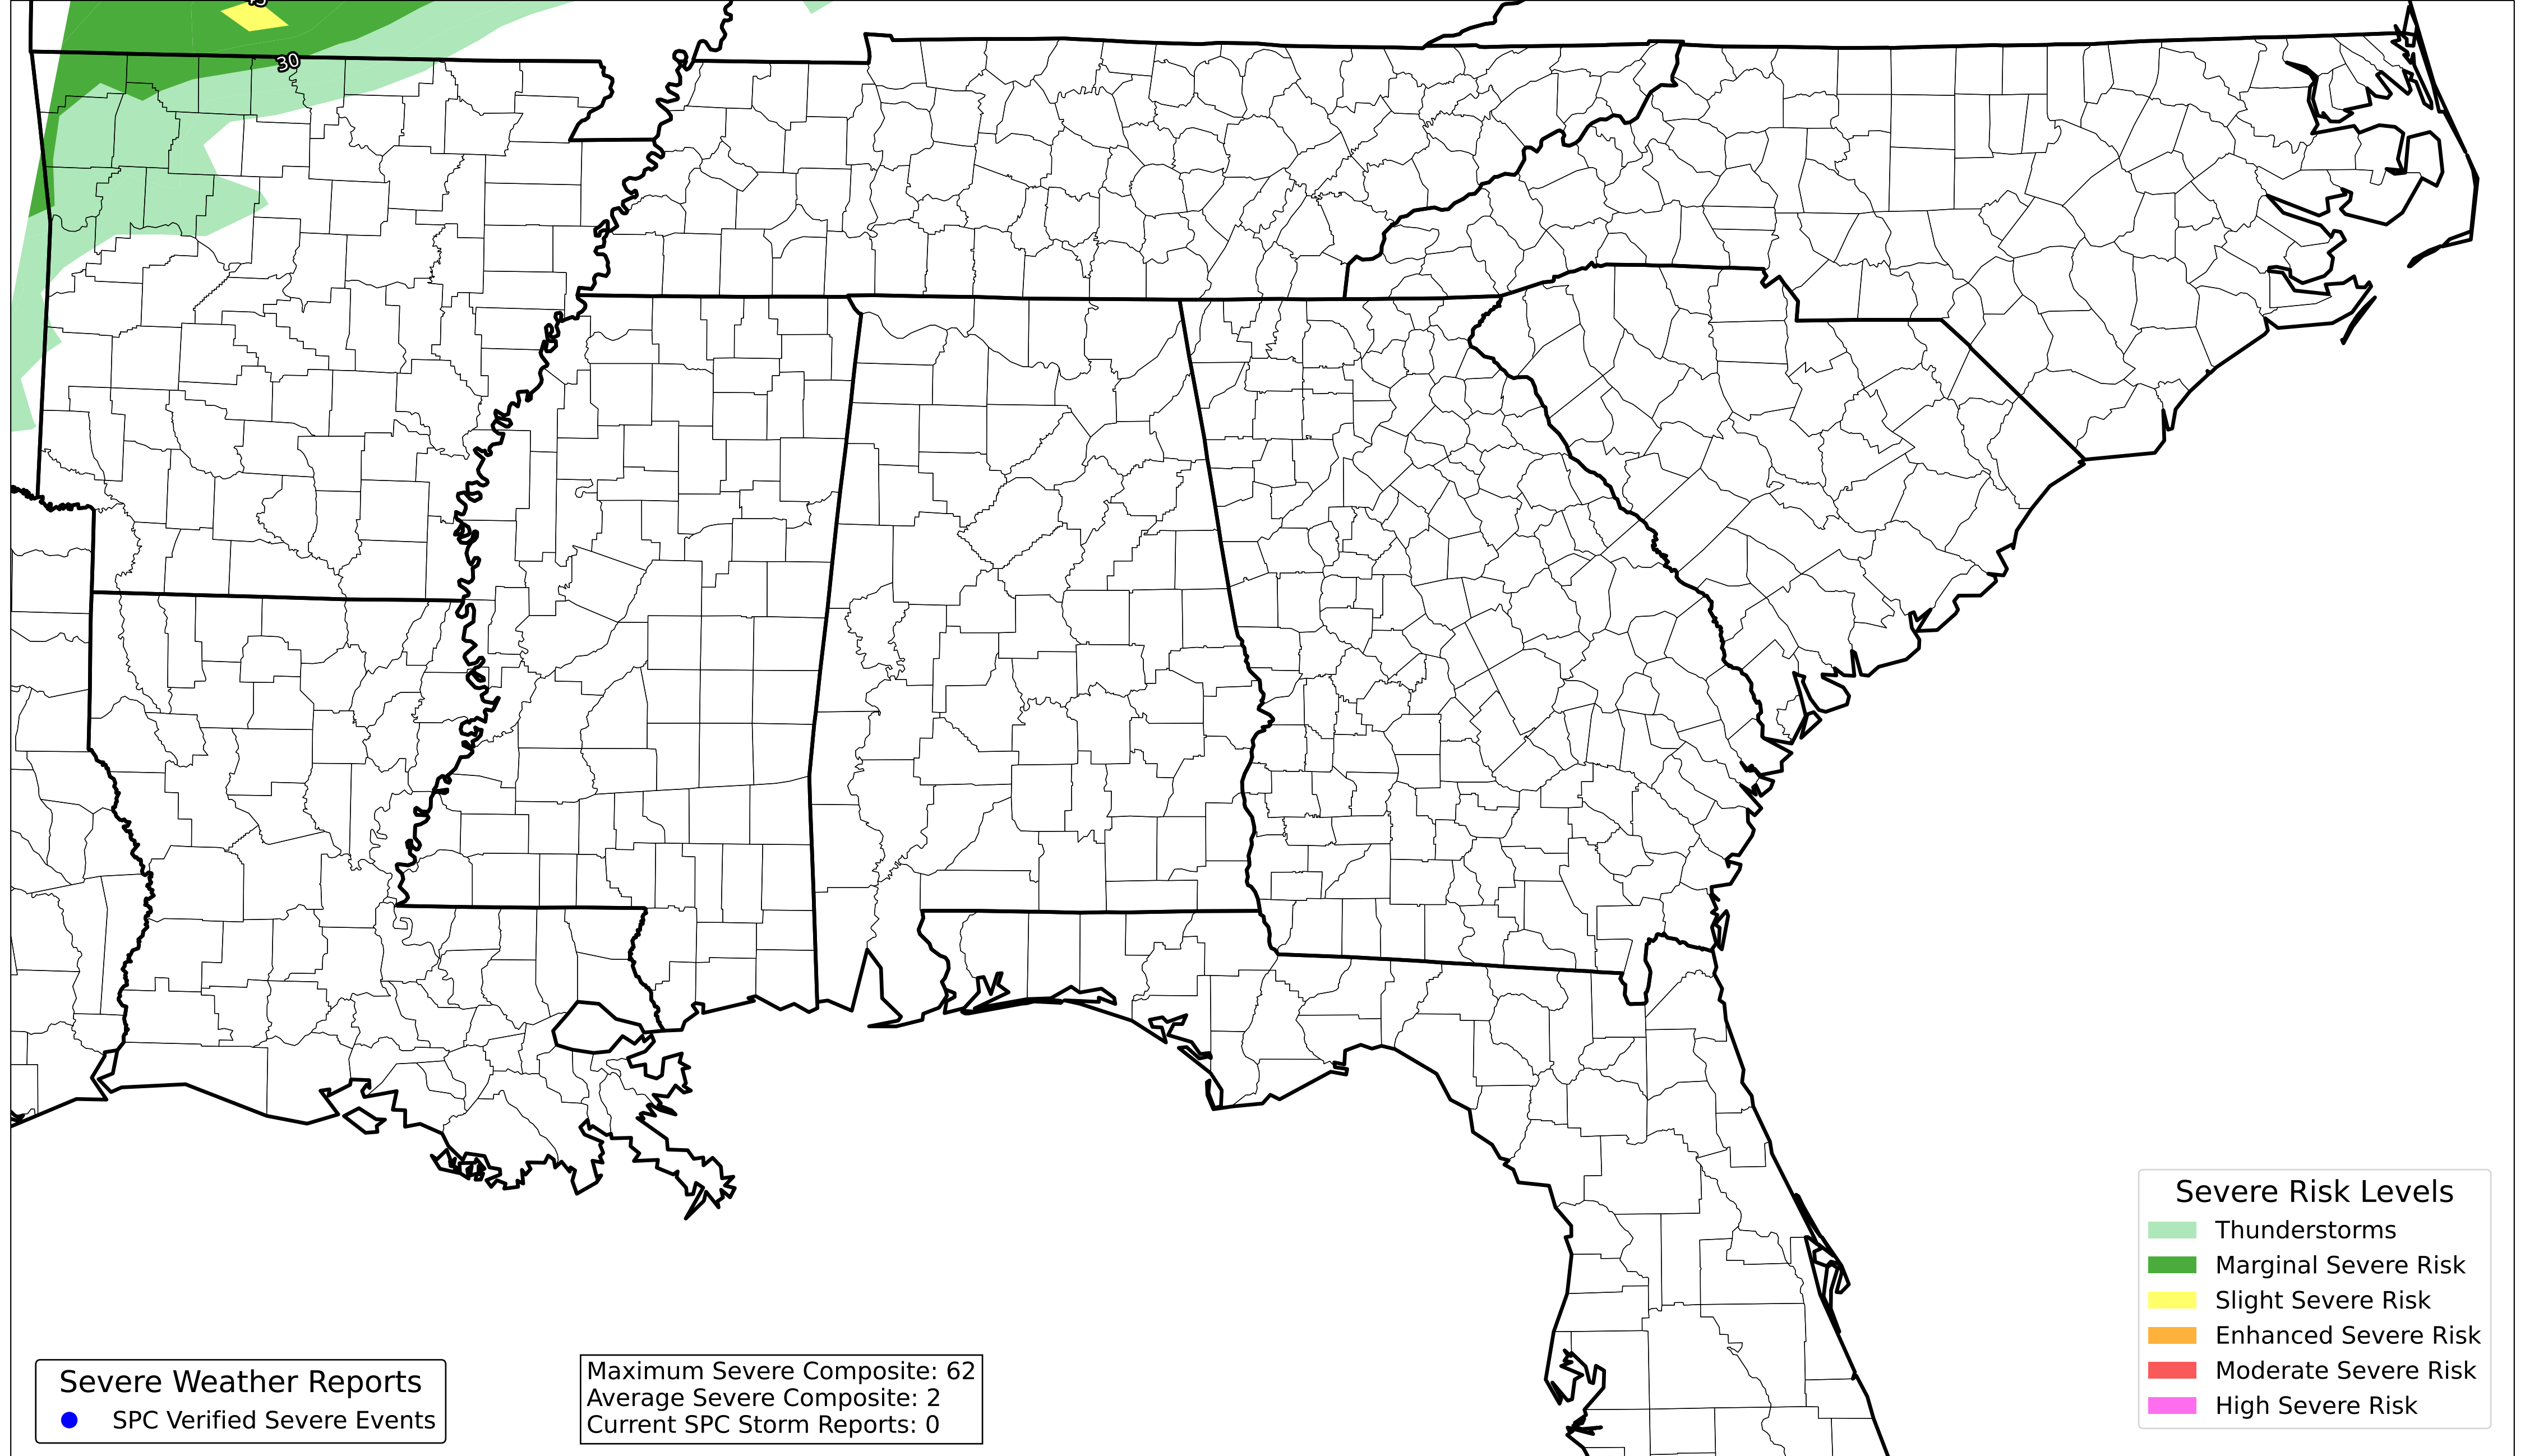 30
Severe Risk Levels
Thunderstorms
Marginal Severe Risk
Slight Severe Risk
Enhanced Severe Risk
Moderate Severe Risk
High Severe Risk
Severe Weather Reports
SPC Verified Severe Events
Maximum Severe Composite: 62
Average Severe Composite: 2
Current SPC Storm Reports: 0